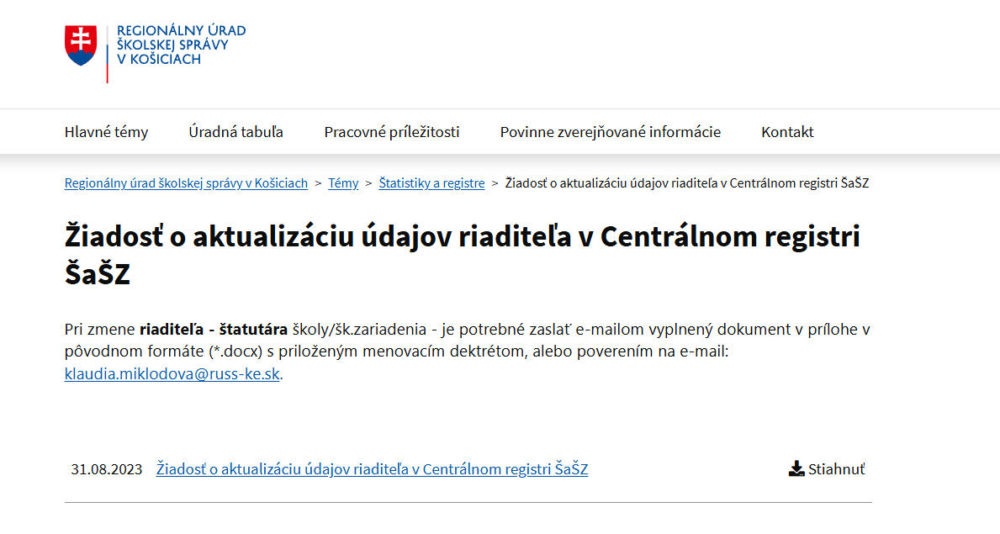 REGIONÁLNY ÚRAD
ŠKOLSKEJ SPRÁVY
V KOŠICIACH
Hlavné témy Úradná tabuľa Pracovné príležitosti Povinne zverejňované informácie Kontakt
Regionálny úrad školskej správy v Košiciach > Témy > Štatistiky a registre > Žiadosť o aktualizáciu údajov riaditeľa v Centrálnom registri ŠaŠZ
Žiadosť o aktualizáciu údajov riaditeľa v Centrálnom registri
ŠaŠZ
Pri zmene riaditeľa - štatutára školy/šk.zariadenia - je potrebné zaslať e-mailom vyplnený dokument v prílohe v
pôvodnom formáte (*.docx) s priloženým menovacím dektrétom, alebo poverením na e-mail:
klaudia.miklodova@russ-ke.sk.
31.08.2023 Žiadosť o aktualizáciu údajov riaditeľa v Centrálnom registri ŠaŠZ Stiahnuť